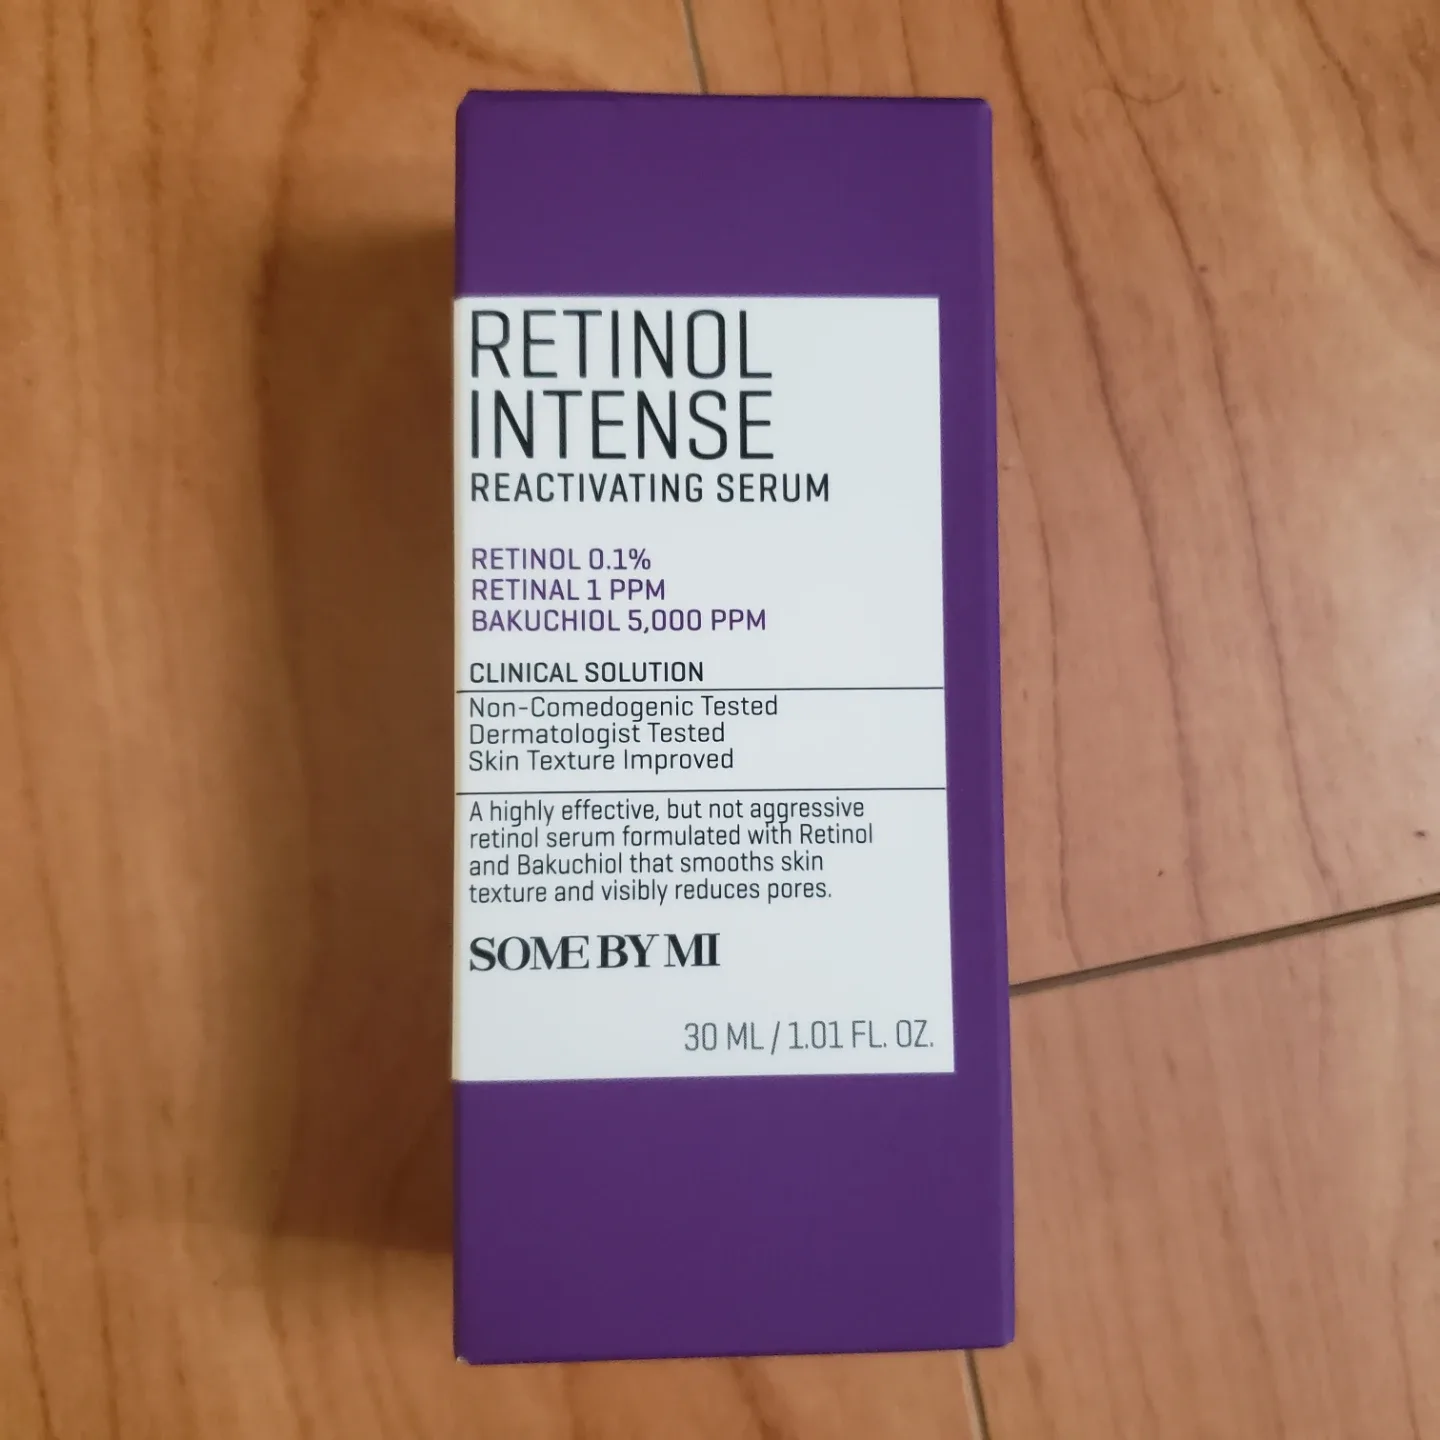 RETINOL
INTENSE
REACTIVATING SERUM
RETINOL 0.1%
RETINAL 1 PPM
BAKUCHIOL 5,000 PPM
CLINICAL SOLUTION
Non-Comedogenic Tested
Dermatologist Tested
Skin Texture Improved
A highly effective, but not aggressive
retinol serum formulated with Retinol
and Bakuchiol that smooths skin
texture and visibly reduces pores.
SOME BY MI
30 ML / 1.01 FL. OZ.